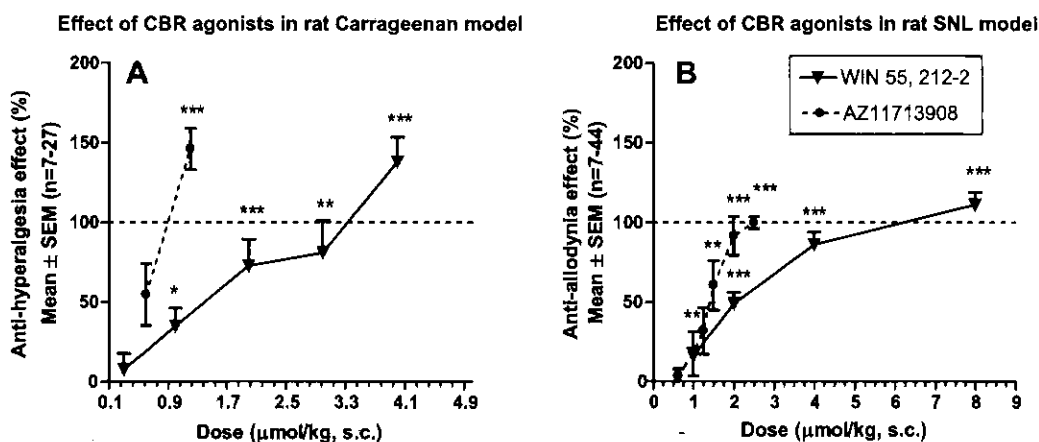 Effect of CBR agonists in rat Carrageenan model
A
Anti-hyperalgesia effect (%)
Mean ± SEM (n=7-27)
200
150
100
50
0
***
***
***
**
*
0.1 0.9 1.7 2.5 3.3 4.1 4.9
Dose (μmol/kg, s.c.)
Effect of CBR agonists in rat SNL model
B
WIN 55, 212-2
AZ11713908
Anti-allodynia effect (%)
Mean ± SEM (n=7-44)
200
150
100
50
0
***
***
***
***
**
***
**
0 1 2 3 4 5 6 7 8 9
Dose (μmol/kg, s.c.)